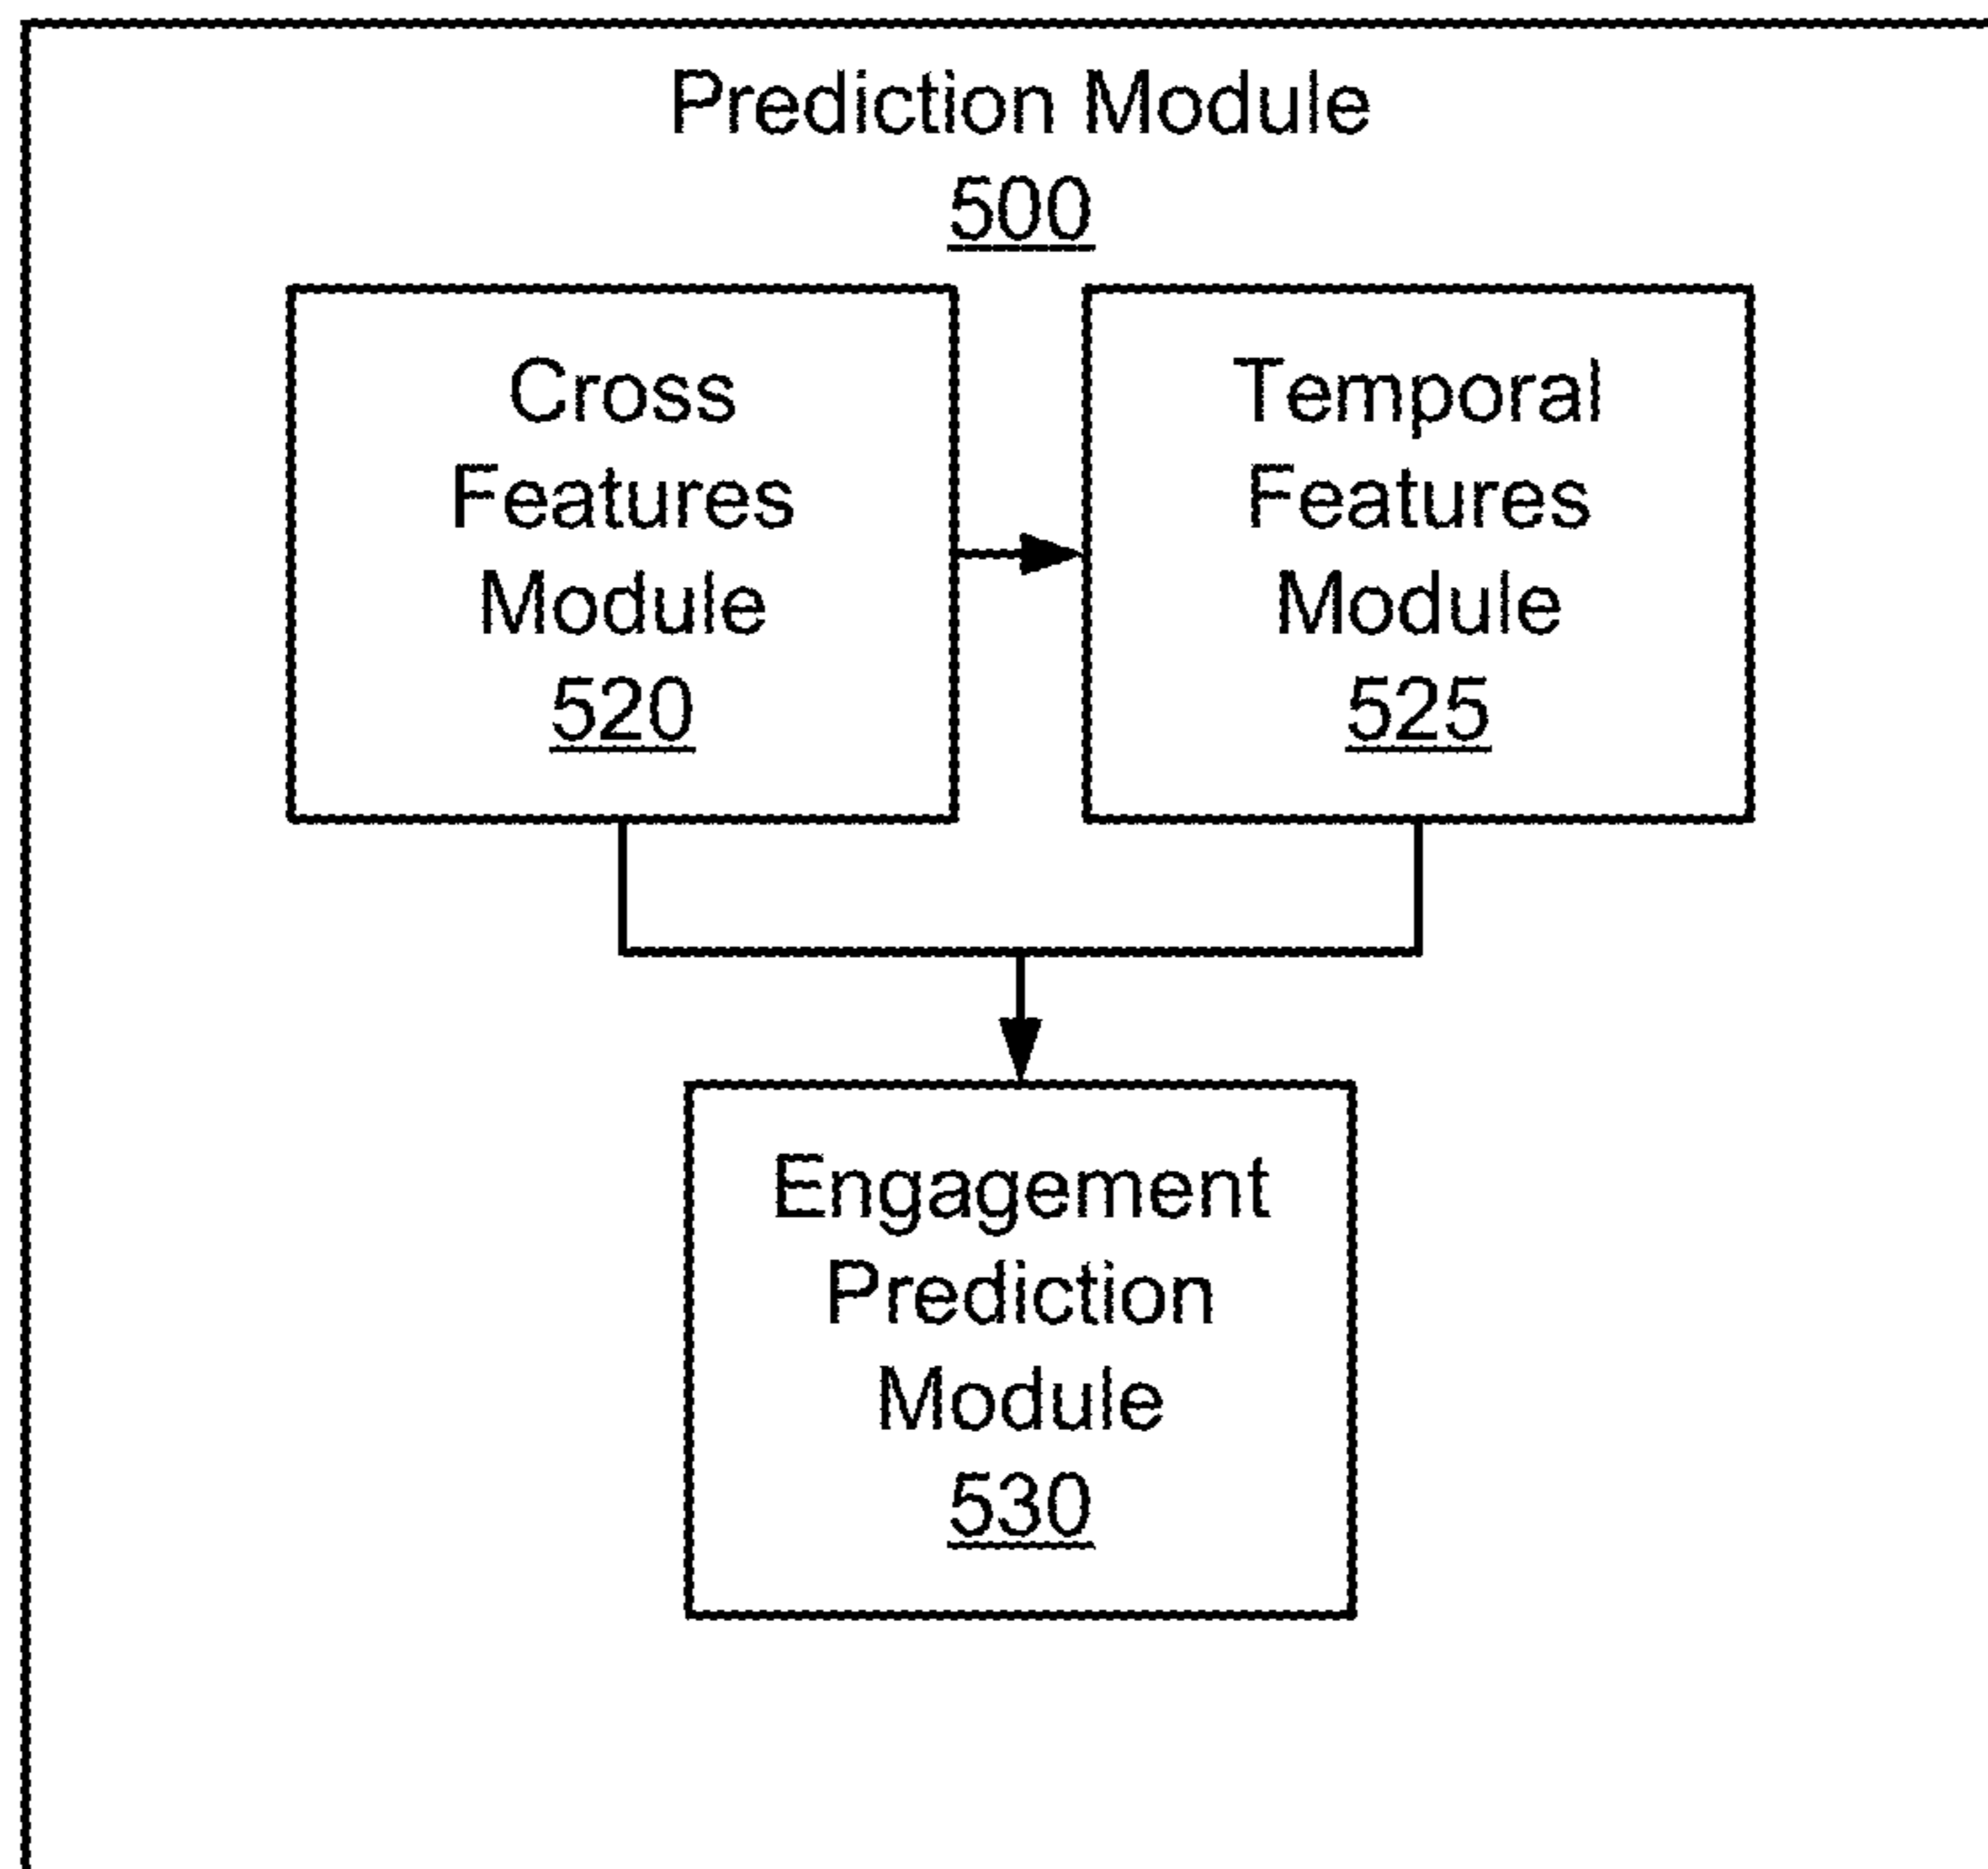 Prediction Module
500
Cross
Features
Module
520
Temporal
Features
Module
525
Engagement
Prediction
Module
530